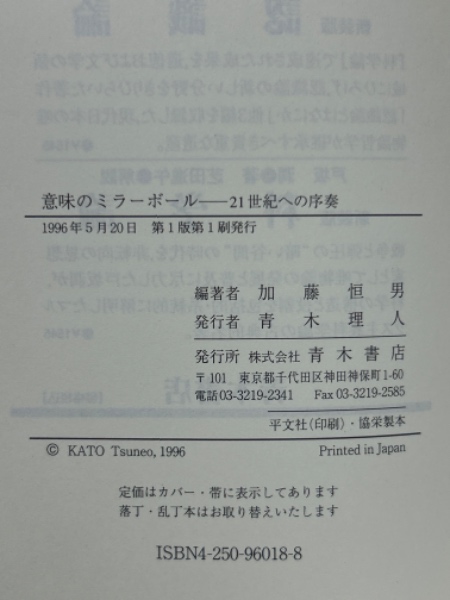 意味のミラーボール──21世紀への序奏
1996年5月20日 第1版第1刷発行
編著者 加藤恒男
発行者 青木理人
発行所 株式会社 青木書店
〒101 東京都千代田区神田神保町1-60
電話03-3219-2341 Fax 03-3219-2585
平文社(印刷)・協栄製本
© KATO Tsuneo, 1996 Printed in Japan
定価はカバー・帯に表示してあります
落丁・乱丁本はお取り替えいたします
ISBN4-250-96018-8